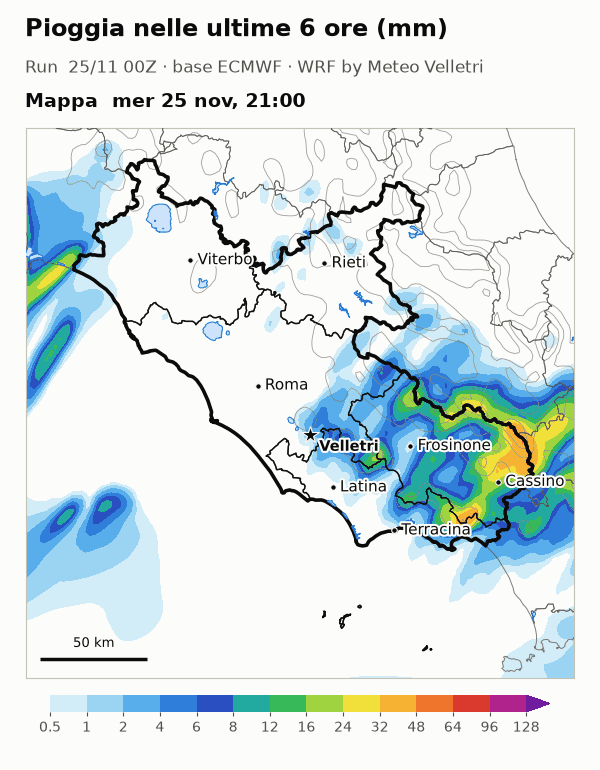 Pioggia nelle ultime 6 ore (mm)
Run  25/11 00Z · base ECMWF · WRF by Meteo Velletri
Mappa  mer 25 nov, 21:00
Viterbo
Rieti
Roma
Velletri
Frosinone
Cassino
Latina
Terracina
50 km
0.5 1 2 4 6 8 12 16 24 32 48 64 96 128